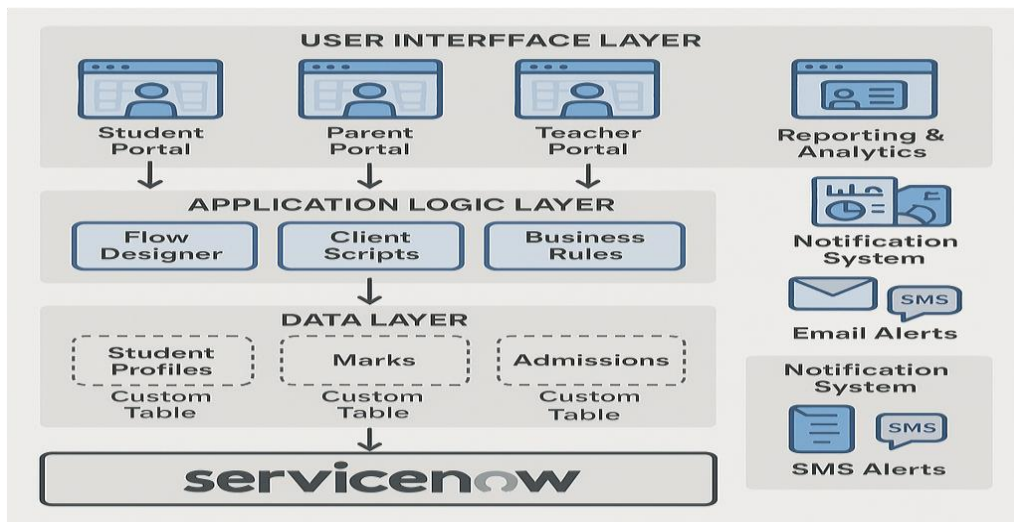 USER INTERFFACE LAYER
Student
Portal
Parent
Portal
Teacher
Portal
Reporting &
Analytics
APPLICATION LOGIC LAYER
Flow
Designer
Client
Scripts
Business
Rules
Notification
System
SMS
Email Alerts
DATA LAYER
Student
Profiles
Custom
Table
Marks
Custom
Table
Admissions
Custom
Table
Notification
System
SMS
SMS Alerts
servicenow